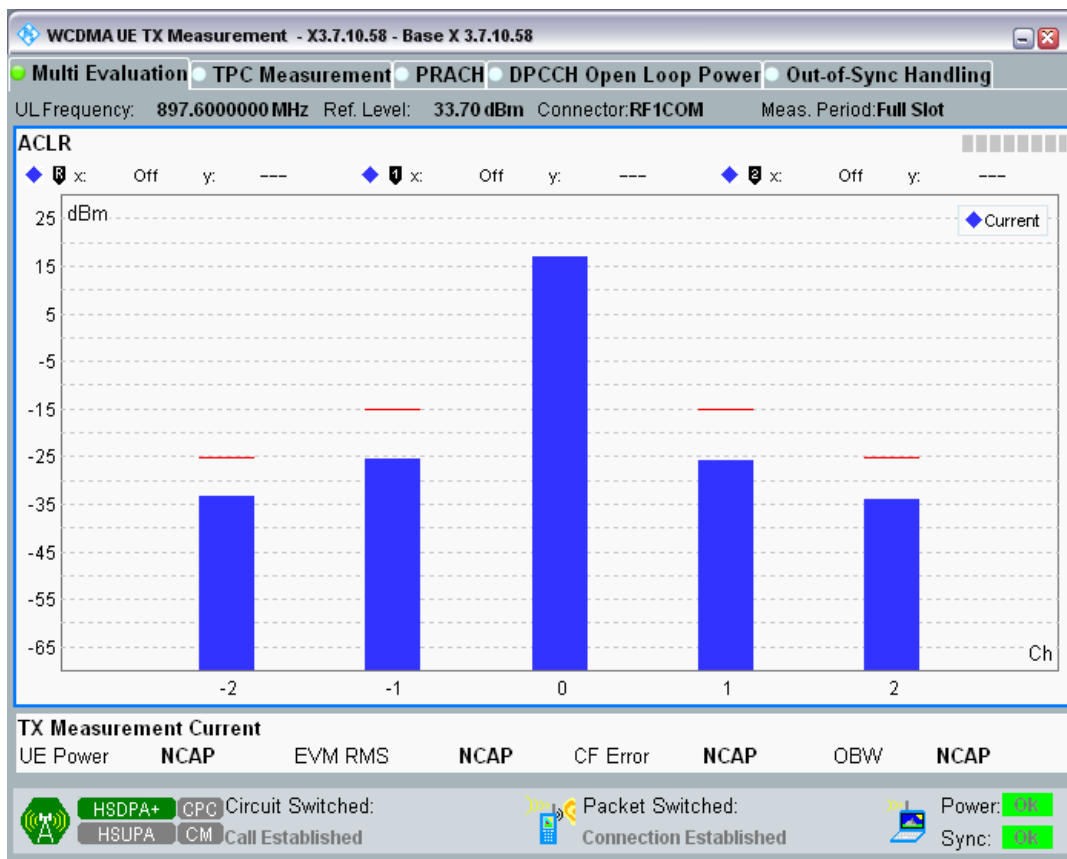 WCDMA UE TX Measurement - X3.7.10.58 - Base X 3.7.10.58
Multi Evaluation TPC Measurement PRACH DPCCH Open Loop Power Out-of-Sync Handling
UL Frequency: 897.6000000 MHz Ref. Level: 33.70 dBm Connector:RF1COM Meas. Period:Full Slot
ACLR
R x: Off y: --- 1 x: Off y: --- 2 x: Off y: ---
dBm
Current
25
15
5
-5
-15
-25
-35
-45
-55
-65
Ch
-2 -1 0 1 2
TX Measurement Current
UE Power NCAP EVM RMS NCAP CF Error NCAP OBW NCAP
HSDPA+ CPC Circuit Switched: Packet Switched: Power: OK
HSUPA CM Call Established Connection Established Sync: OK